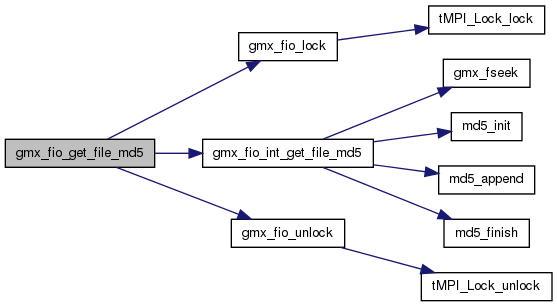 tMPI_Lock_lock
gmx_fio_lock
gmx_fseek
md5_init
gmx_fio_get_file_md5
gmx_fio_int_get_file_md5
md5_append
gmx_fio_unlock
md5_finish
tMPI_Lock_unlock